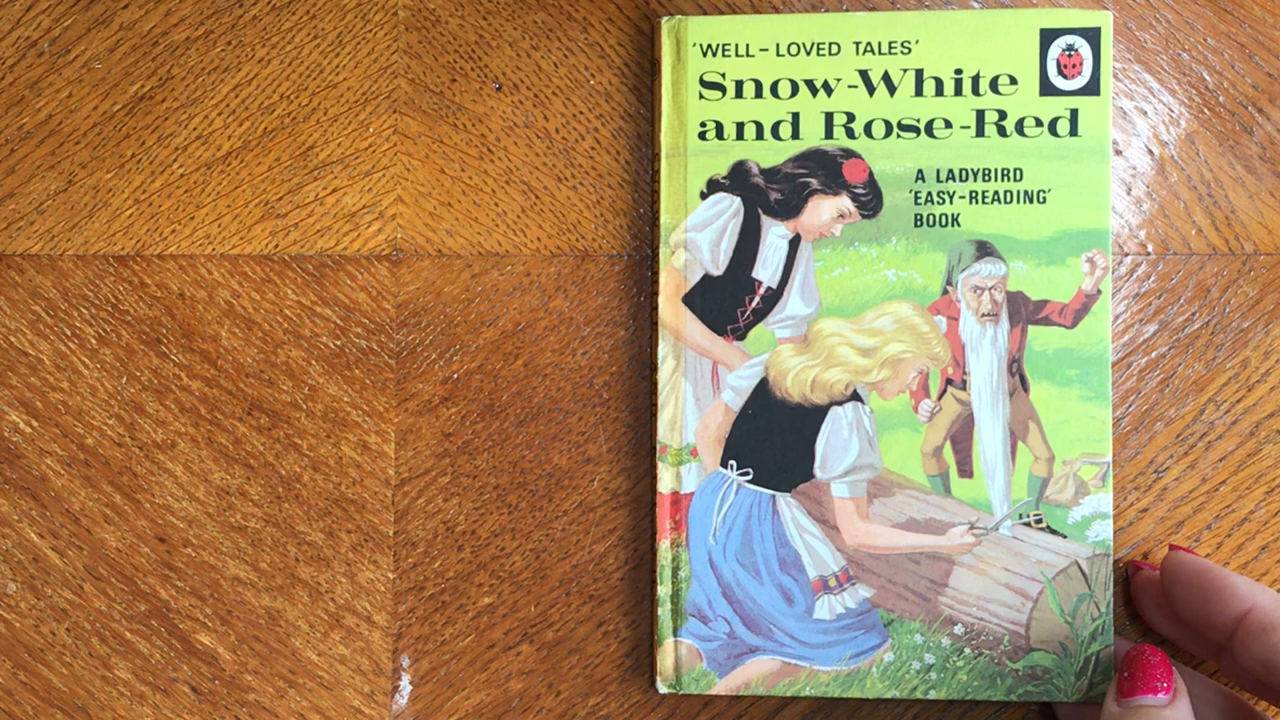 'WELL-LOVED TALES'
Snow-White
and Rose-Red
A LADYBIRD
'EASY-READING'
BOOK